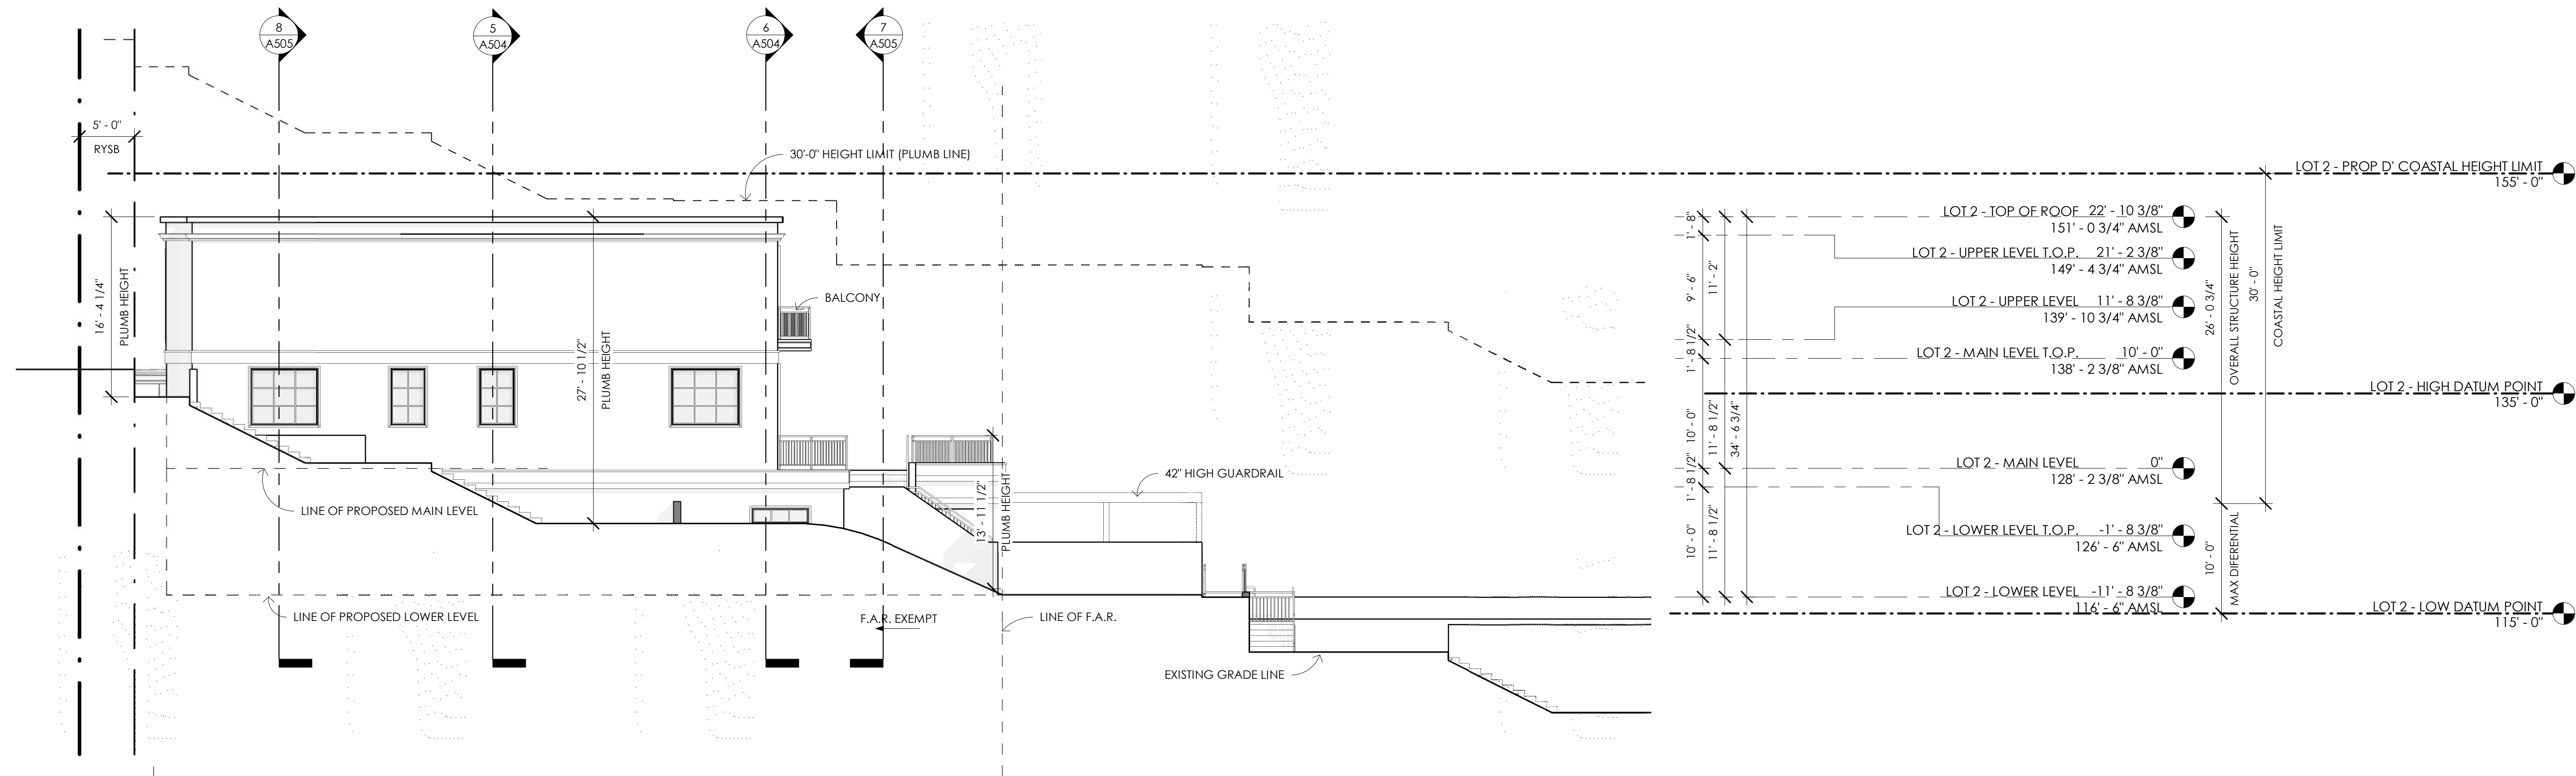 8
A505
5
A504
6
A504
7
A505
5' - 0"
RYSB
30'-0" HEIGHT LIMIT (PLUMB LINE)
LOT 2 - PROP D' COASTAL HEIGHT LIMIT
155' - 0"
LOT 2 - TOP OF ROOF 22' - 10 3/8"
151' - 0 3/4" AMSL
LOT 2 - UPPER LEVEL T.O.P. 21' - 2 3/8"
149' - 4 3/4" AMSL
LOT 2 - UPPER LEVEL 11' - 8 3/8"
139' - 10 3/4" AMSL
LOT 2 - MAIN LEVEL T.O.P. 10' - 0"
138' - 2 3/8" AMSL
LOT 2 - HIGH DATUM POINT
135' - 0"
LOT 2 - MAIN LEVEL 0"
128' - 2 3/8" AMSL
LOT 2 - LOWER LEVEL T.O.P. -1' - 8 3/8"
126' - 6" AMSL
LOT 2 - LOWER LEVEL -11' - 8 3/8"
116' - 6" AMSL
LOT 2 - LOW DATUM POINT
115' - 0"
16' - 4 1/4"
PLUMB HEIGHT
27' - 10 1/2"
PLUMB HEIGHT
BALCONY
13' - 11 1/2"
PLUMB HEIGHT
42" HIGH GUARDRAIL
LINE OF PROPOSED MAIN LEVEL
LINE OF PROPOSED LOWER LEVEL
F.A.R. EXEMPT
LINE OF F.A.R.
EXISTING GRADE LINE
1' - 8"
9' - 6"
11' - 2"
1' - 8 1/2"
10' - 0"
11' - 8 1/2"
34' - 6 3/4"
1' - 8 1/2"
10' - 0"
11' - 8 1/2"
26' - 0 3/4"
OVERALL STRUCTURE HEIGHT
30' - 0"
COASTAL HEIGHT LIMIT
10' - 0"
MAX DIFERENTIAL